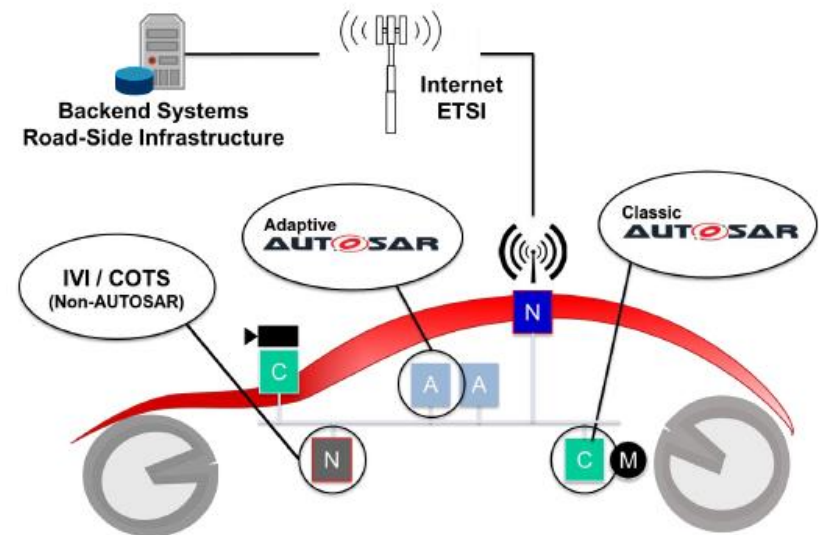 Backend Systems
Road-Side Infrastructure
Internet
ETSI
Adaptive
AUTOSAR
Classic
AUTOSAR
IVI / COTS
(Non-AUTOSAR)
N
C
A
A
N
C
M